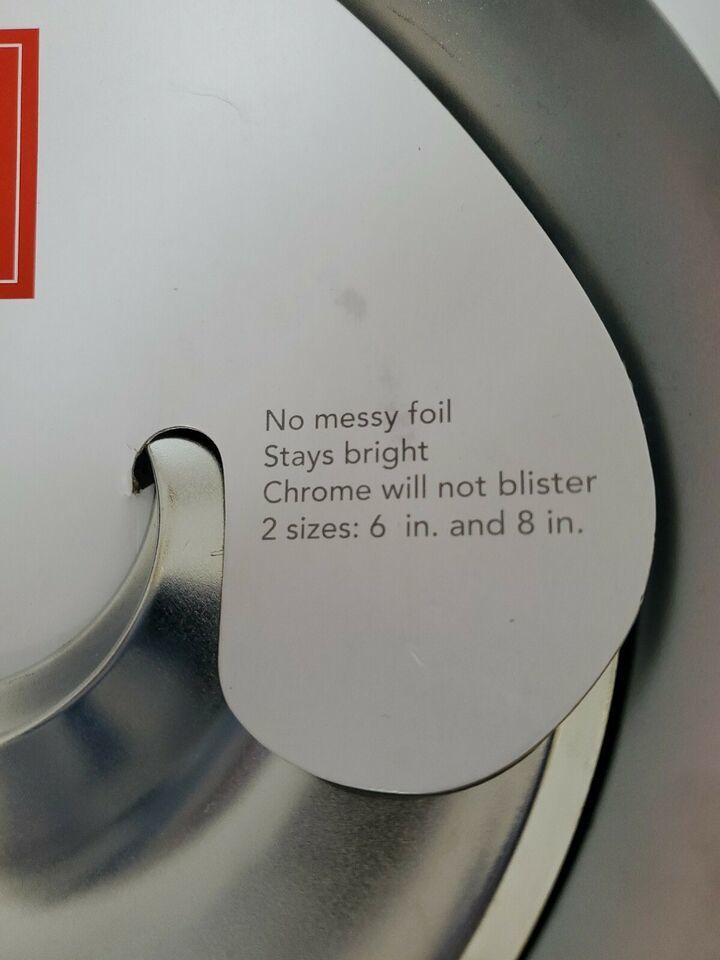 No messy foil
Stays bright
Chrome will not blister
2 sizes: 6 in. and 8 in.